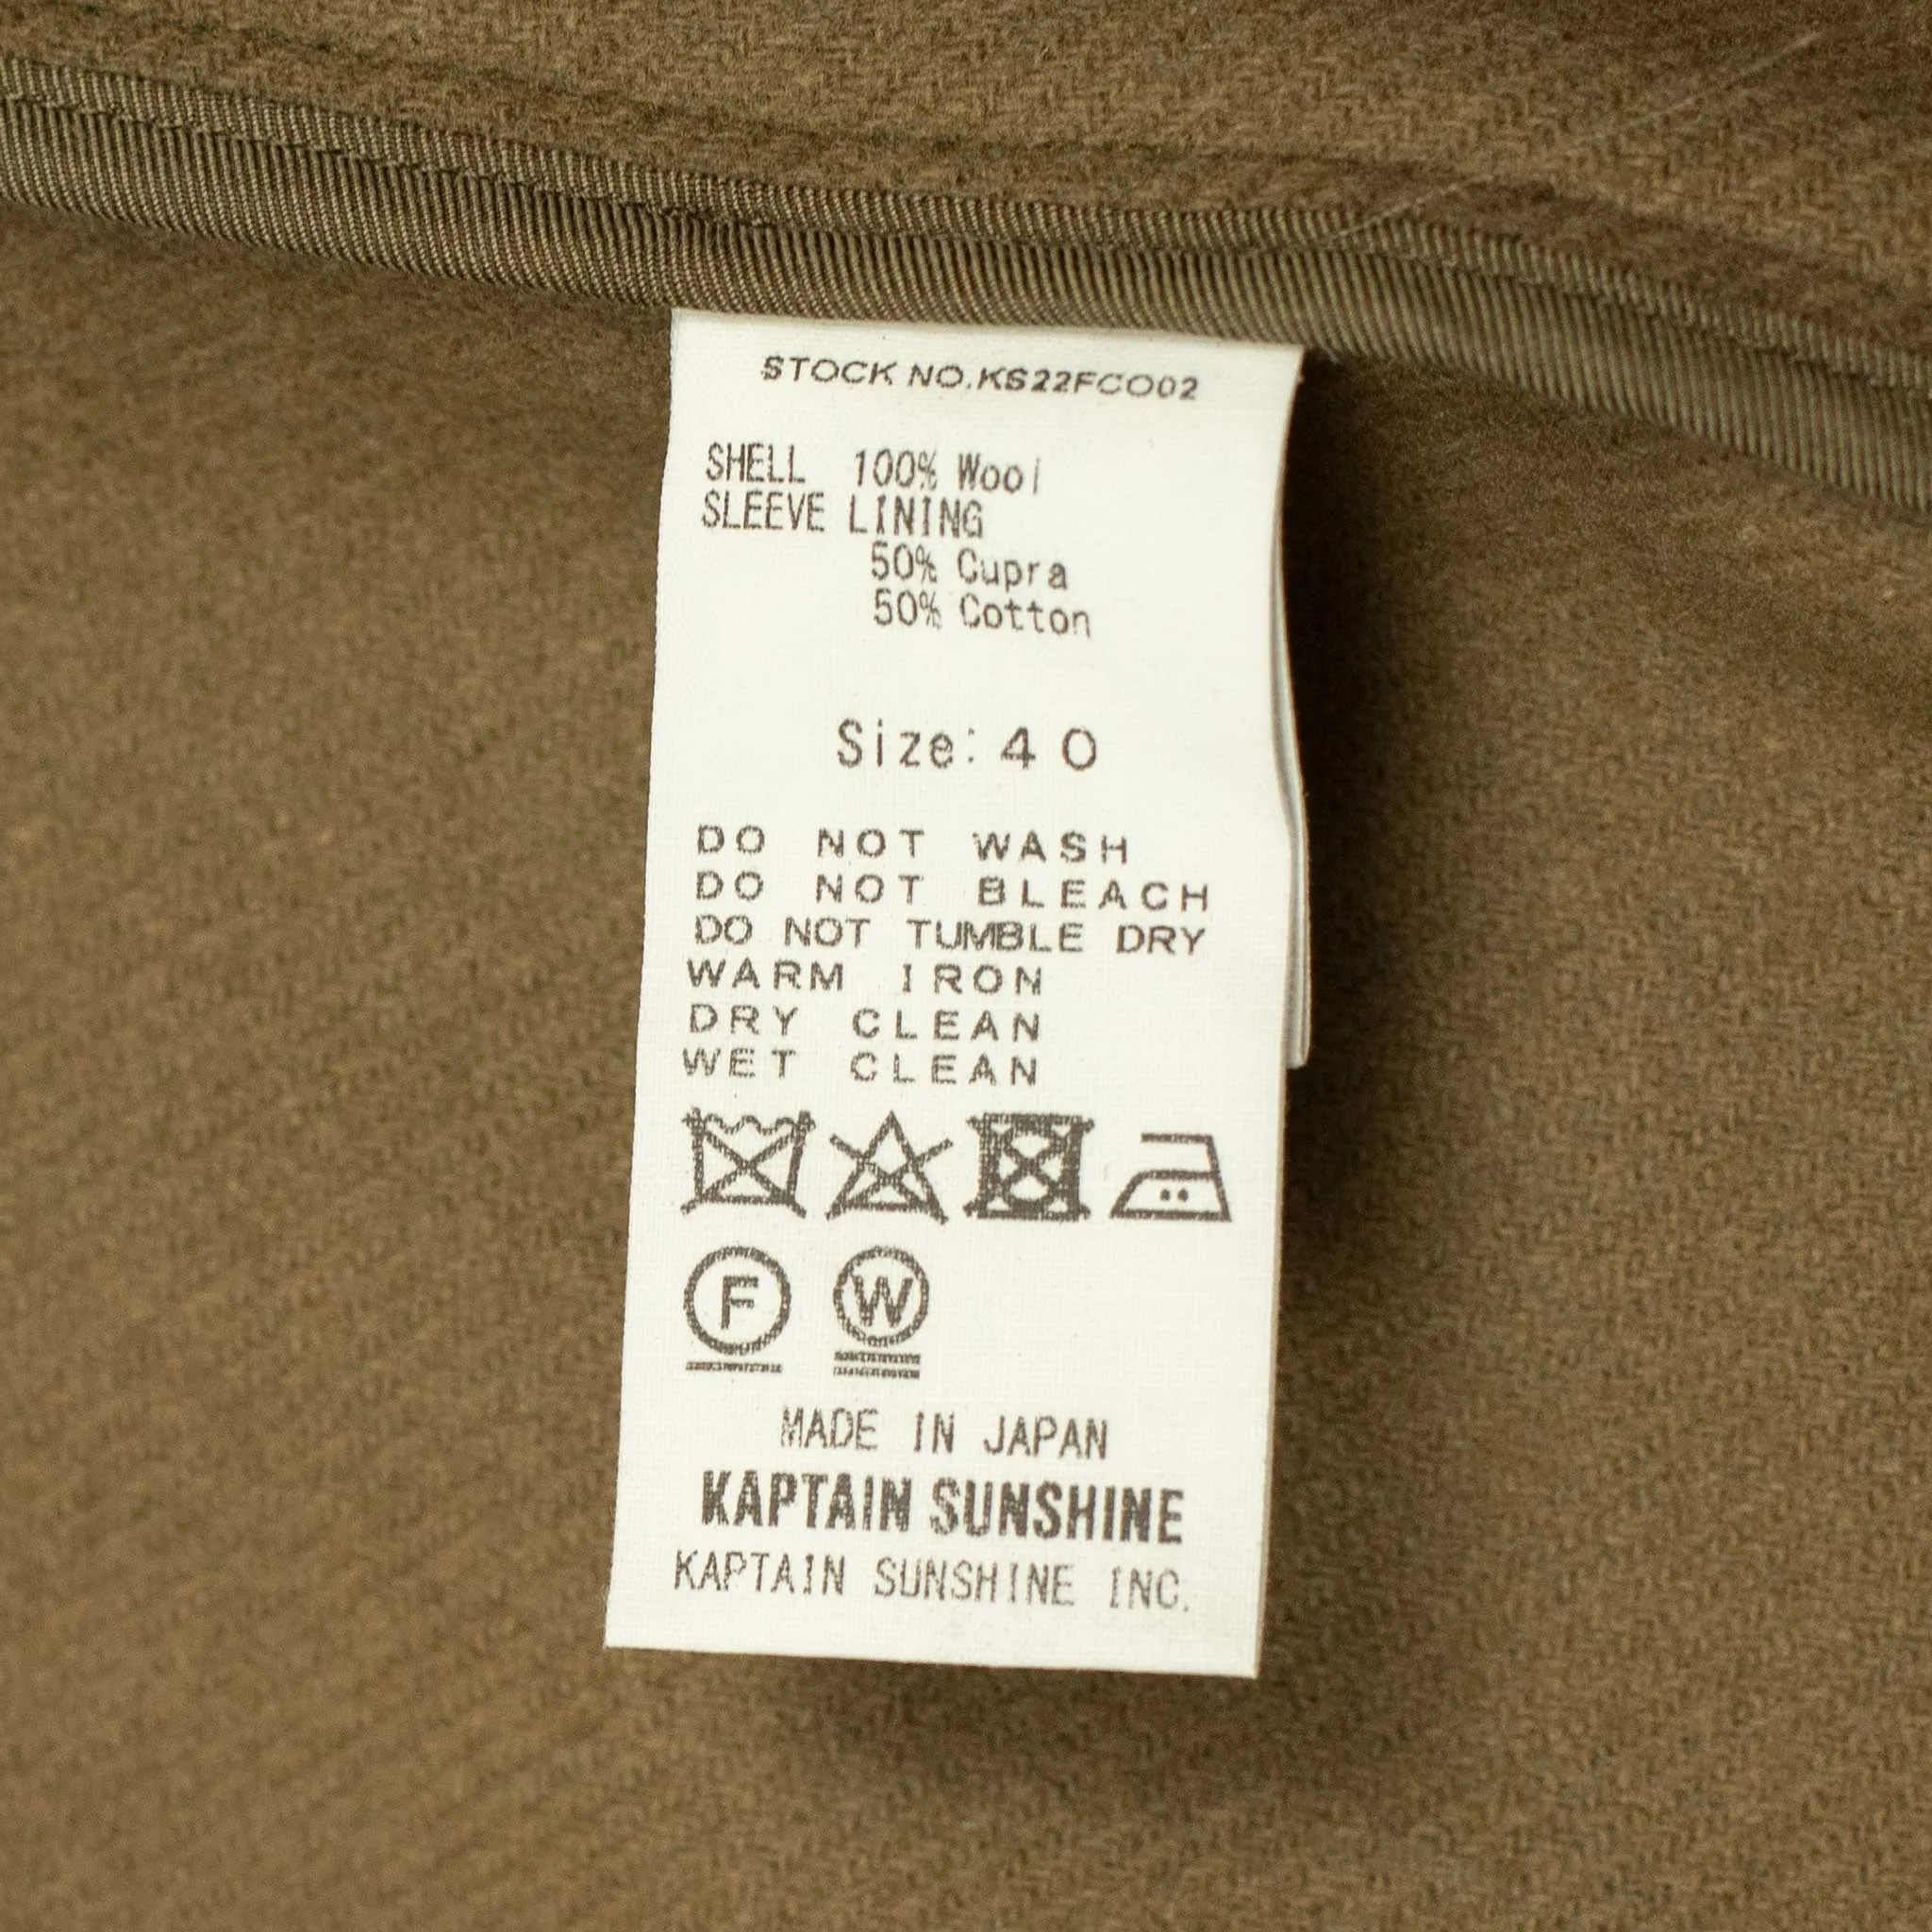 STOCK NO.KS22FCO02
SHELL 100% Wool
SLEEVE LINING
50% Cupra
50% Cotton
Size:40
DO NOT WASH
DO NOT BLEACH
DO NOT TUMBLE DRY
WARM IRON
DRY CLEAN
WET CLEAN
F W
MADE IN JAPAN
KAPTAIN SUNSHINE
KAPTAIN SUNSHINE INC.